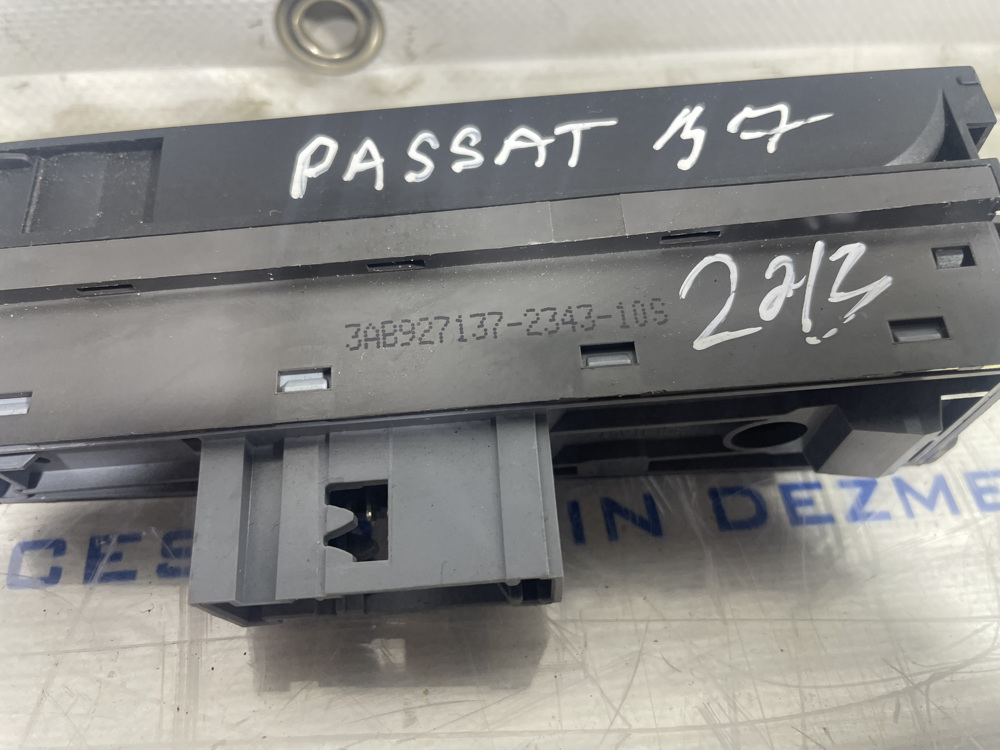 PASSAT B7
2213
3AB927137-2343-10S
CES IN DEZME